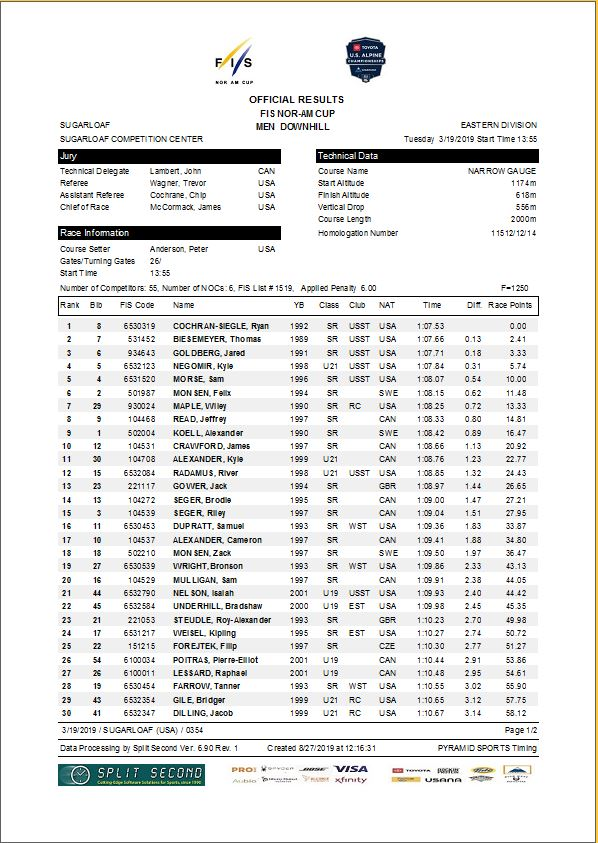 FIS
NOR-AM CUP
TOYOTA
U.S. ALPINE
CHAMPIONSHIPS
OFFICIAL RESULTS
FIS NOR-AM CUP
SUGARLOAF MEN DOWNHILL EASTERN DIVISION
SUGARLOAF COMPETITION CENTER Tuesday 3/19/2019 Start Time 13:55
Jury Technical Data
Technical Delegate Lambert, John CAN Course Name NARROW GAUGE
Referee Wagner, Trevor USA Start Altitude 1174m
Assistant Referee Cochrane, Chip USA Finish Altitude 618m
Chief of Race McCormack, James USA Vertical Drop 556m
Course Length 2000m
Race Information Homologation Number 11512/12/14
Course Setter Anderson, Peter USA
Gates/Turning Gates 26/
Start Time 13:55
Number of Competitors: 55, Number of NOCs: 6, FIS List # 1519, Applied Penalty 6.00 F=1250
Rank Bib FIS Code Name YB Class Club NAT Time Diff. Race Points
1 8 6530319 COCHRAN-SIEGLE, Ryan 1992 SR USST USA 1:07.53 0.00
2 7 531452 BIESEMEYER, Thomas 1989 SR USST USA 1:07.66 0.13 2.41
3 6 934643 GOLDBERG, Jared 1991 SR USST USA 1:07.71 0.18 3.33
4 5 6532123 NEGOMIR, Kyle 1998 U21 USST USA 1:07.84 0.31 5.74
5 4 6531520 MORSE, Sam 1996 SR USST USA 1:08.07 0.54 10.00
6 2 501987 MONSEN, Felix 1994 SR SWE 1:08.15 0.62 11.48
7 29 930024 MAPLE, Wiley 1990 SR RC USA 1:08.25 0.72 13.33
8 9 104468 READ, Jeffrey 1997 SR CAN 1:08.33 0.80 14.81
9 1 502004 KOELL, Alexander 1990 SR SWE 1:08.42 0.89 16.47
10 12 104531 CRAWFORD, James 1997 SR CAN 1:08.66 1.13 20.92
11 30 104708 ALEXANDER, Kyle 1999 U21 CAN 1:08.76 1.23 22.77
12 15 6532084 RADAMUS, River 1998 U21 USST USA 1:08.85 1.32 24.43
13 23 221117 GOWER, Jack 1994 SR GBR 1:08.97 1.44 26.65
14 13 104272 SEGER, Brodie 1995 SR CAN 1:09.00 1.47 27.21
15 3 104539 SEGER, Riley 1997 SR CAN 1:09.04 1.51 27.95
16 11 6530453 DUPRATT, Samuel 1993 SR WST USA 1:09.36 1.83 33.87
17 10 104537 ALEXANDER, Cameron 1997 SR CAN 1:09.41 1.88 34.80
18 18 502210 MONSEN, Zack 1997 SR SWE 1:09.50 1.97 36.47
19 27 6530539 WRIGHT, Bronson 1993 SR WST USA 1:09.86 2.33 43.13
20 16 104529 MULLIGAN, Sam 1997 SR CAN 1:09.91 2.38 44.05
21 44 6532790 NELSON, Isaiah 2001 U19 USST USA 1:09.93 2.40 44.42
22 45 6532584 UNDERHILL, Bradshaw 2000 U19 EST USA 1:09.98 2.45 45.35
23 21 221053 STEUDLE, Roy-Alexander 1993 SR GBR 1:10.23 2.70 49.98
24 17 6531217 WEISEL, Kipling 1995 SR EST USA 1:10.27 2.74 50.72
25 22 151215 FOREJTEK, Filip 1997 SR CZE 1:10.30 2.77 51.27
26 54 6100034 POITRAS, Pierre-Elliot 2001 U19 CAN 1:10.44 2.91 53.86
27 26 6100011 LESSARD, Raphael 2001 U19 CAN 1:10.48 2.95 54.61
28 19 6530454 FARROW, Tanner 1993 SR WST USA 1:10.55 3.02 55.90
29 43 6532354 GILE, Bridger 1999 U21 RC USA 1:10.65 3.12 57.75
30 41 6532347 DILLING, Jacob 1999 U21 RC USA 1:10.67 3.14 58.12
3/19/2019 / SUGARLOAF (USA) / 0354 Page 1/2
Data Processing by Split Second Ver. 6.90 Rev. 1 Created 8/27/2019 at 12:16:31 PYRAMID SPORTS Timing
SPLIT SECOND
Cutting Edge Software Solutions for Sports, since 1990
SPYDER BOSE VISA TOYOTA
xfinity USANA